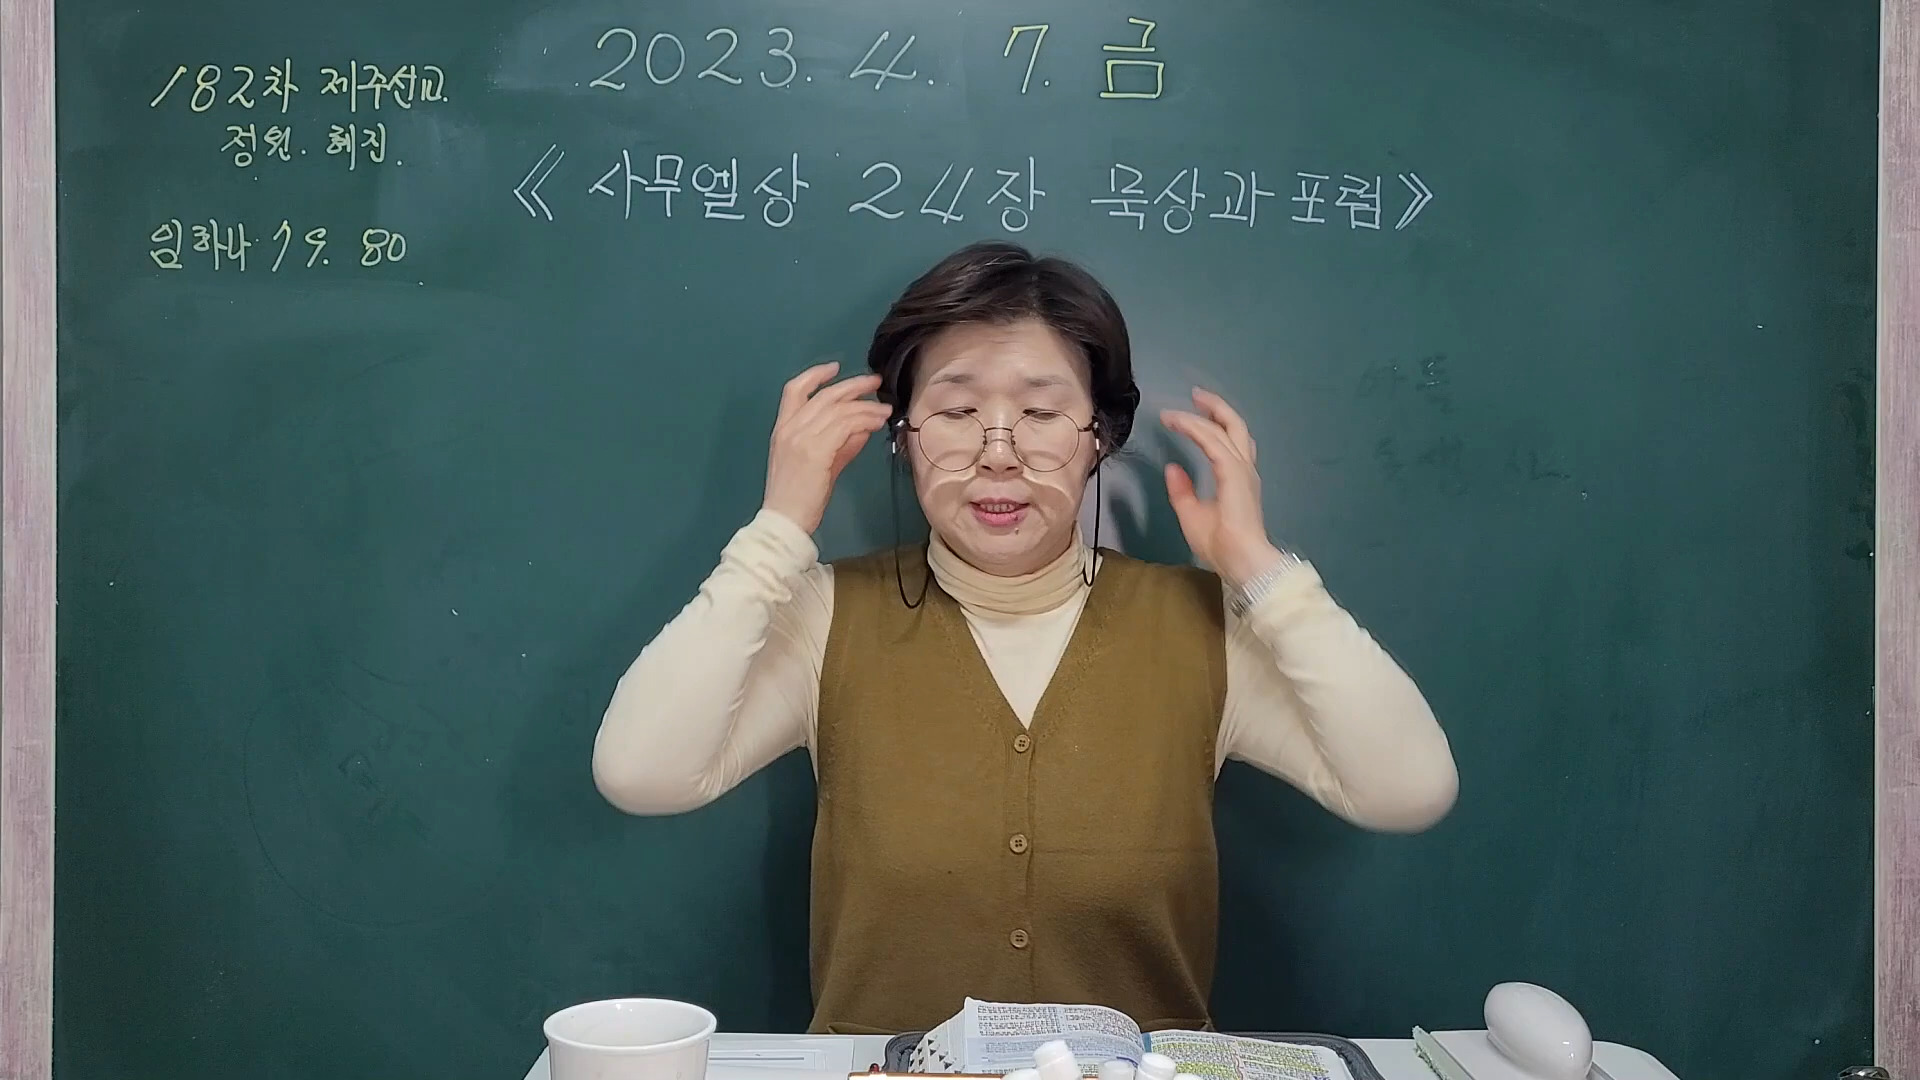 2023. 4. 7. 금
182차 제주선교.
정원. 혜진.
《 사무엘상 24장 묵상과 포럼》
임하나 19. 80